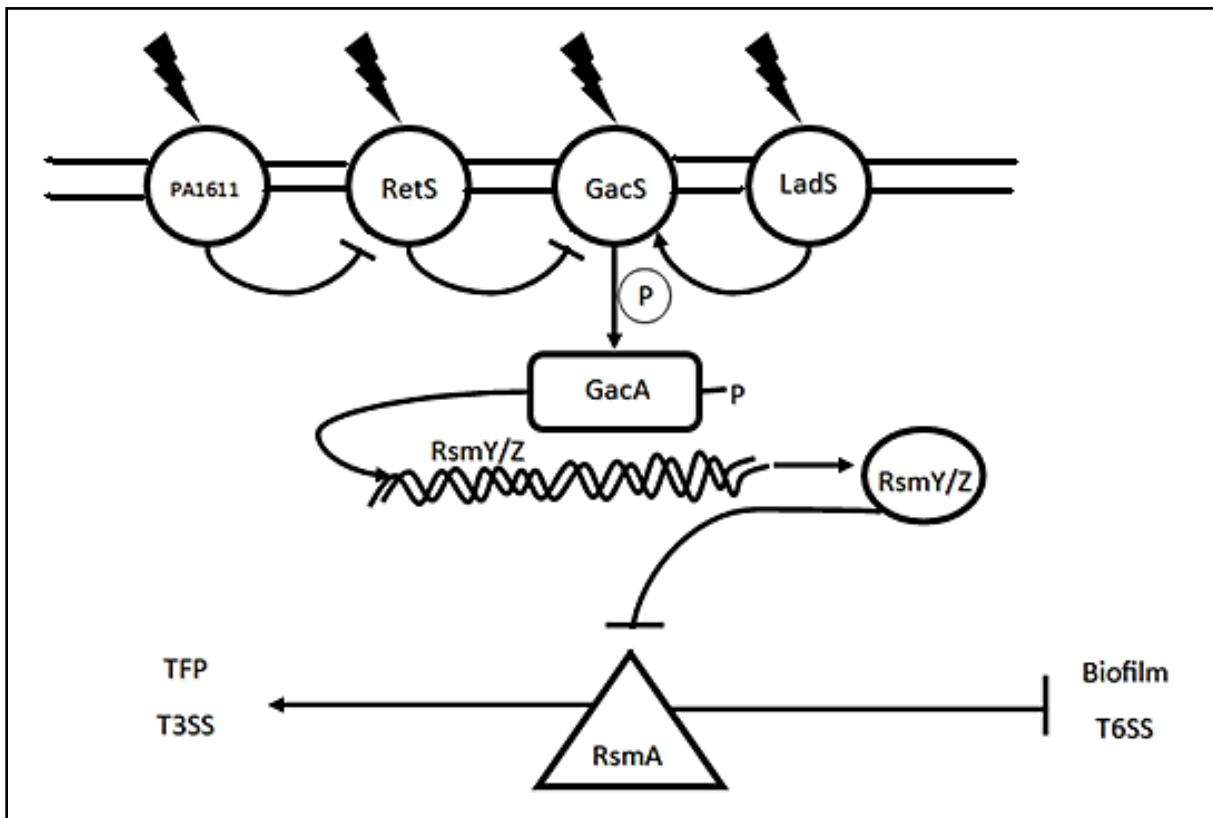 PA1611
RetS
GacS
LadS
P
GacA
P
RsmY/Z
RsmY/Z
TFP
T3SS
Biofilm
T6SS
RsmA